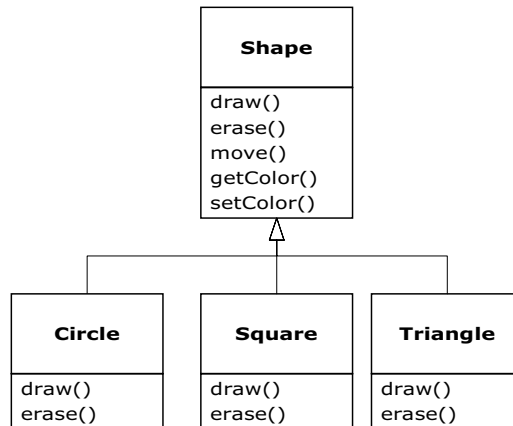 Shape
draw()
erase()
move()
getColor()
setColor()
Circle
draw()
erase()
Square
draw()
erase()
Triangle
draw()
erase()